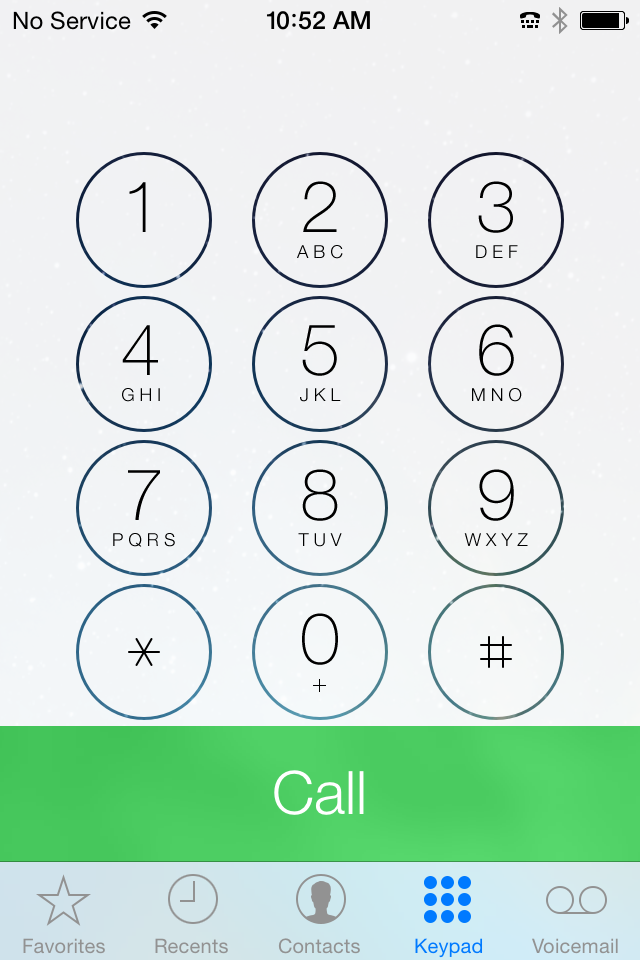 No Service 10:52 AM
1 2 3
ABC DEF
4 5 6
GHI JKL MNO
7 8 9
PQRS TUV WXYZ
* 0 #
+
Call
Favorites Recents Contacts Keypad Voicemail